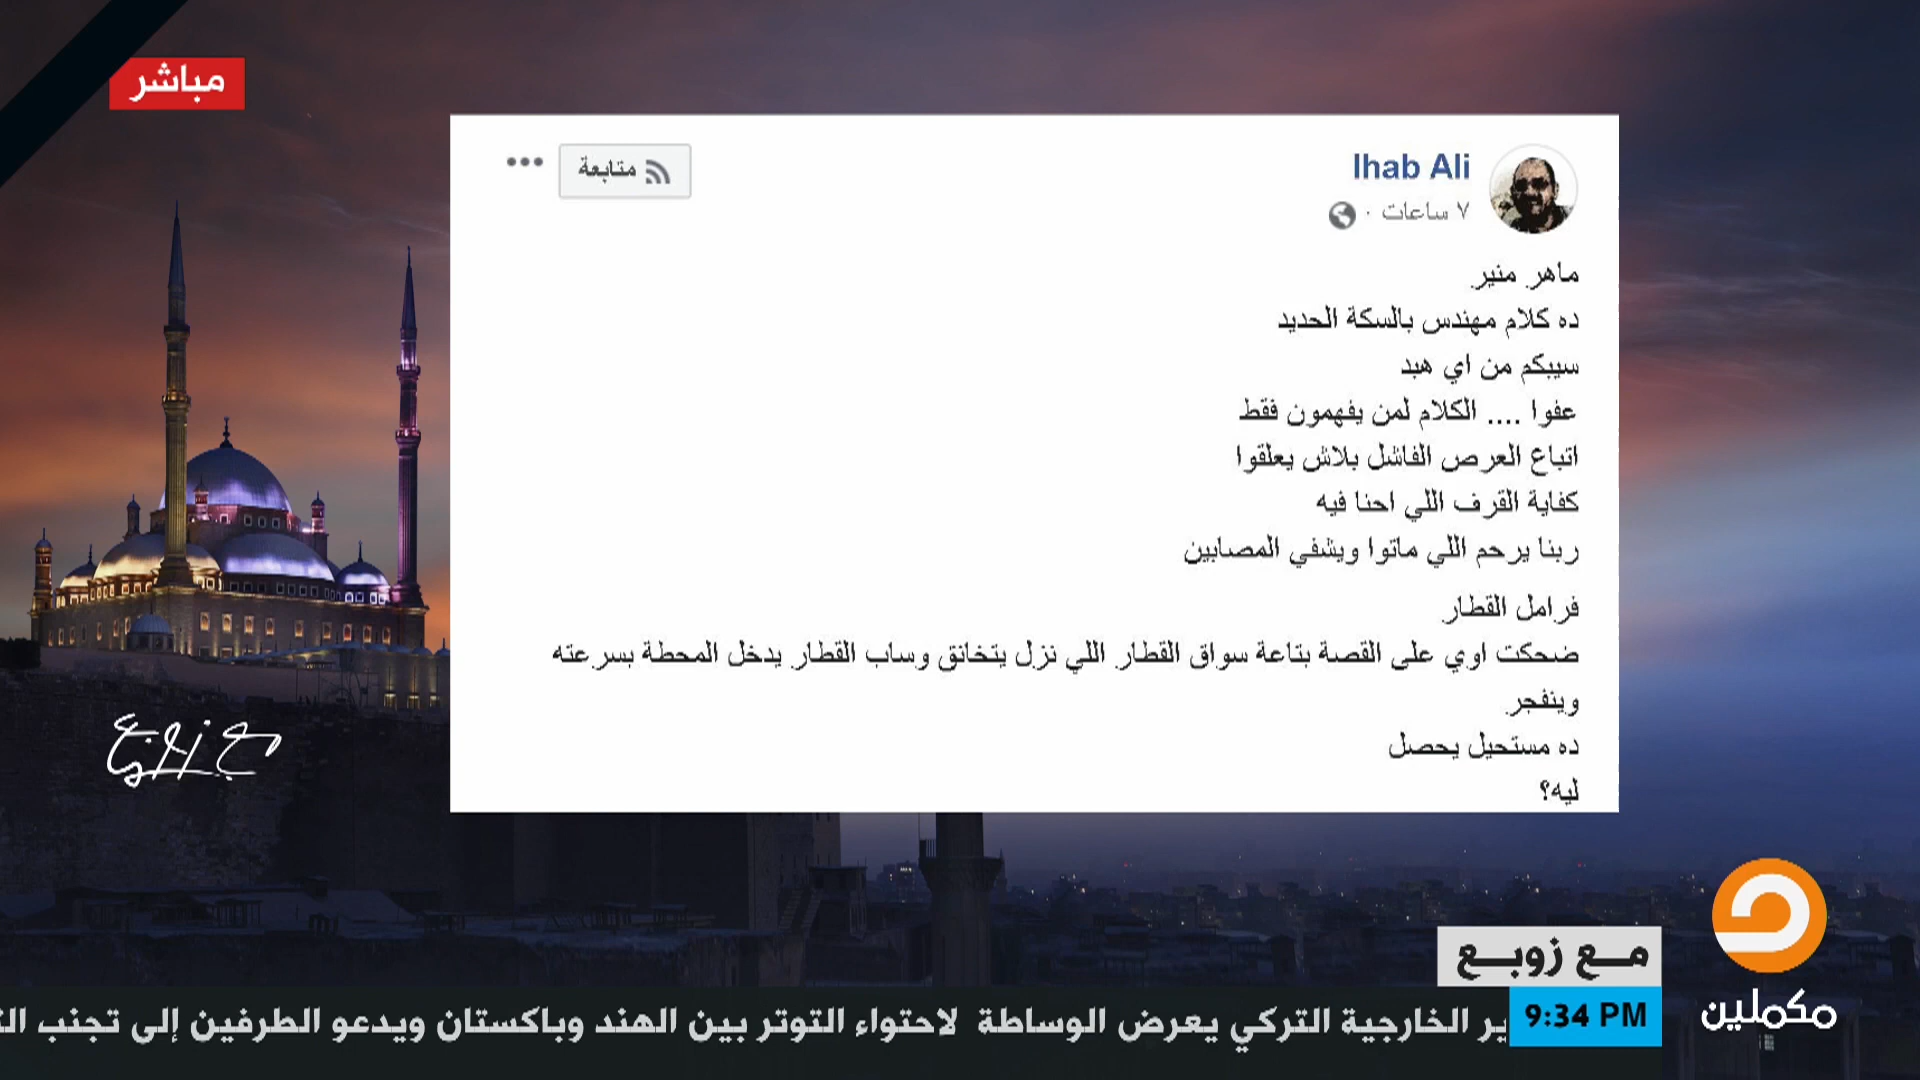 مباشر
Ihab Ali
متابعة
٧ ساعات ·
ماهر منير
ده كلام مهندس بالسكة الحديد
سيبكم من اي هبد
عفوا .... الكلام لمن يفهمون فقط
اتباع العرص الفاشل بلاش يعلقوا
كفاية القرف اللي احنا فيه
ربنا يرحم اللي ماتوا ويشفي المصابين
فرامل القطار
ضحكت اوي على القصة بتاعة سواق القطار اللي نزل يتخانق وساب القطار يدخل المحطة بسرعته
وينفجر
ده مستحيل يحصل
ليه؟
مع زوبع
مع زوبع
9:34 PM
ير الخارجية التركي يعرض الوساطة لاحتواء التوتر بين الهند وباكستان ويدعو الطرفين إلى تجنب
مكملين